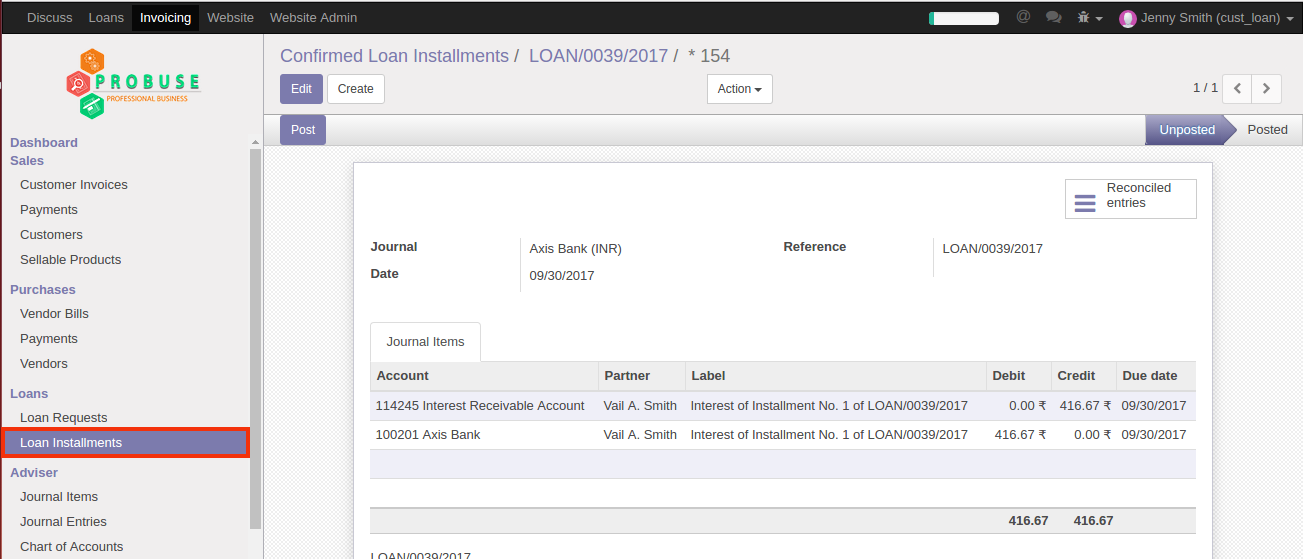 Discuss Loans Invoicing Website Website Admin @ Jenny Smith (cust_loan)
PROBUSE
PROFESSIONAL BUSINESS
Confirmed Loan Installments / LOAN/0039/2017 / * 154
Edit Create Action 1 / 1
Post Unposted Posted
Dashboard
Sales
Customer Invoices
Payments
Customers
Sellable Products
Purchases
Vendor Bills
Payments
Vendors
Loans
Loan Requests
Loan Installments
Adviser
Journal Items
Journal Entries
Chart of Accounts
Reconciled
entries
Journal Axis Bank (INR) Reference LOAN/0039/2017
Date 09/30/2017
Journal Items
Account Partner Label Debit Credit Due date
114245 Interest Receivable Account Vail A. Smith Interest of Installment No. 1 of LOAN/0039/2017 0.00 ₹ 416.67 ₹ 09/30/2017
100201 Axis Bank Vail A. Smith Interest of Installment No. 1 of LOAN/0039/2017 416.67 ₹ 0.00 ₹ 09/30/2017
416.67 416.67
LOAN/0039/2017